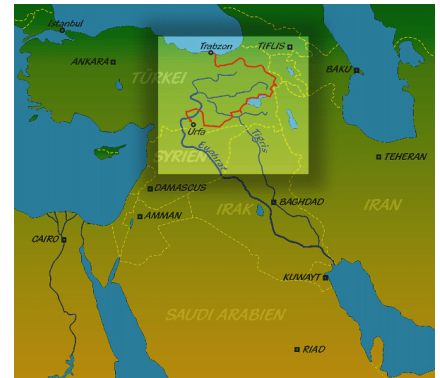 Istanbul
Trabzon
TIFLIS
ANKARA
BAKU
TÜRKEI
Urfa
Tigris
Euphrat
SYRIEN
TEHERAN
DAMASCUS
BAGHDAD
IRAN
IRAK
AMMAN
CAIRO
KUWAYT
SAUDI ARABIEN
RIAD